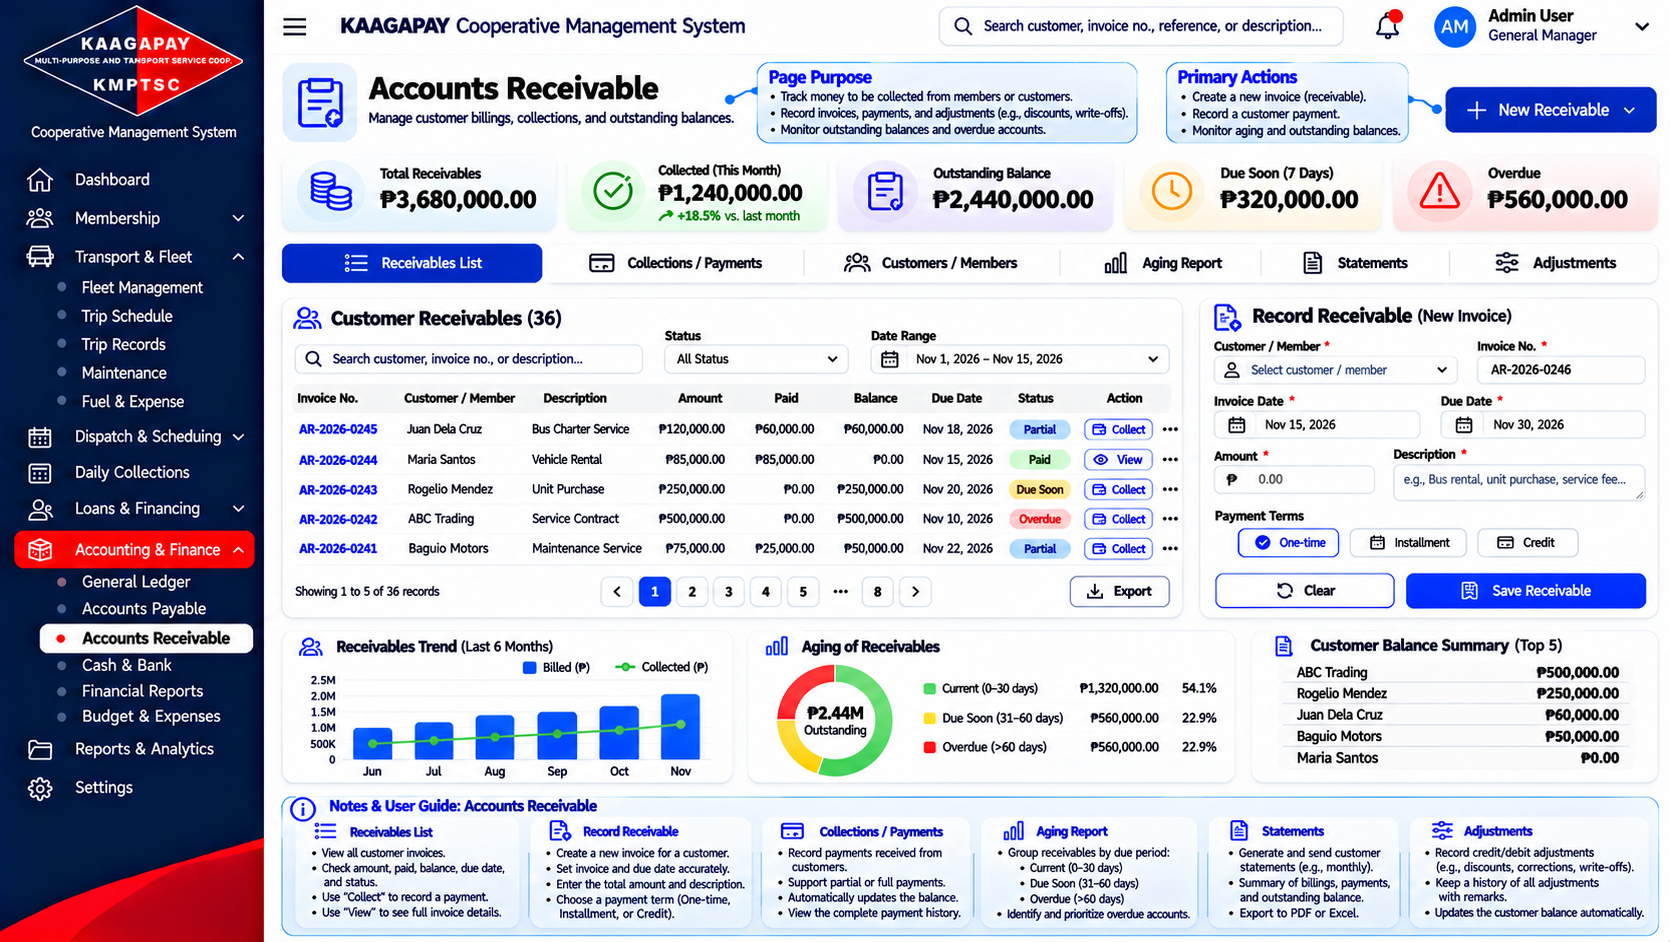 KAAGAPAY
MULTI-PURPOSE AND TANSPORT SERVICE COOP.
KMPTSC
Cooperative Management System
Dashboard
Membership
Transport & Fleet
Fleet Management
Trip Schedule
Trip Records
Maintenance
Fuel & Expense
Dispatch & Scheduing
Daily Collections
Loans & Financing
Accounting & Finance
General Ledger
Accounts Payable
Accounts Receivable
Cash & Bank
Financial Reports
Budget & Expenses
Reports & Analytics
Settings
KAAGAPAY Cooperative Management System
Search customer, invoice no., reference, or description...
AM
Admin User
General Manager
Accounts Receivable
Manage customer billings, collections, and outstanding balances.
Page Purpose
• Track money to be collected from members or customers.
• Record invoices, payments, and adjustments (e.g., discounts, write-offs).
• Monitor outstanding balances and overdue accounts.
Primary Actions
• Create a new invoice (receivable).
• Record a customer payment.
• Monitor aging and outstanding balances.
New Receivable
Total Receivables
₱3,680,000.00
Collected (This Month)
₱1,240,000.00
+18.5% vs. last month
Outstanding Balance
₱2,440,000.00
Due Soon (7 Days)
₱320,000.00
Overdue
₱560,000.00
Receivables List
Collections / Payments
Customers / Members
Aging Report
Statements
Adjustments
Customer Receivables (36)
Search customer, invoice no., or description...
Status
All Status
Date Range
Nov 1, 2026 – Nov 15, 2026
Invoice No. Customer / Member Description Amount Paid Balance Due Date Status Action
AR-2026-0245 Juan Dela Cruz Bus Charter Service ₱120,000.00 ₱60,000.00 ₱60,000.00 Nov 18, 2026 Partial Collect •••
AR-2026-0244 Maria Santos Vehicle Rental ₱85,000.00 ₱85,000.00 ₱0.00 Nov 15, 2026 Paid View •••
AR-2026-0243 Rogelio Mendez Unit Purchase ₱250,000.00 ₱0.00 ₱250,000.00 Nov 20, 2026 Due Soon Collect •••
AR-2026-0242 ABC Trading Service Contract ₱500,000.00 ₱0.00 ₱500,000.00 Nov 10, 2026 Overdue Collect •••
AR-2026-0241 Baguio Motors Maintenance Service ₱75,000.00 ₱25,000.00 ₱50,000.00 Nov 22, 2026 Partial Collect •••
Showing 1 to 5 of 36 records
< 1 2 3 4 5 ••• 8 >
Export
Record Receivable (New Invoice)
Customer / Member *
Select customer / member
Invoice No. *
AR-2026-0246
Invoice Date *
Nov 15, 2026
Due Date *
Nov 30, 2026
Amount *
₱ 0.00
Description *
e.g., Bus rental, unit purchase, service fee...
Payment Terms
One-time
Installment
Credit
Clear
Save Receivable
Receivables Trend (Last 6 Months)
Billed (₱) Collected (₱)
2.5M
2.0M
1.5M
1.0M
500K
0
Jun Jul Aug Sep Oct Nov
Aging of Receivables
₱2.44M
Outstanding
Current (0–30 days) ₱1,320,000.00 54.1%
Due Soon (31–60 days) ₱560,000.00 22.9%
Overdue (>60 days) ₱560,000.00 22.9%
Customer Balance Summary (Top 5)
ABC Trading ₱500,000.00
Rogelio Mendez ₱250,000.00
Juan Dela Cruz ₱60,000.00
Baguio Motors ₱50,000.00
Maria Santos ₱0.00
Notes & User Guide: Accounts Receivable
Receivables List
• View all customer invoices.
• Check amount, paid, balance, due date,
and status.
• Use "Collect" to record a payment.
• Use "View" to see full invoice details.
Record Receivable
• Create a new invoice for a customer.
• Set invoice and due date accurately.
• Enter the total amount and description.
• Choose a payment term (One-time,
Installment, or Credit).
Collections / Payments
• Record payments received from
customers.
• Support partial or full payments.
• Automatically updates the balance.
• View the complete payment history.
Aging Report
• Group receivables by due period:
• Current (0–30 days)
• Due Soon (31–60 days)
• Overdue (>60 days)
• Identify and prioritize overdue accounts.
Statements
• Generate and send customer
statements (e.g., monthly).
• Summary of billings, payments,
and outstanding balance.
• Export to PDF or Excel.
Adjustments
• Record credit/debit adjustments
(e.g., discounts, corrections, write-offs).
• Keep a history of all adjustments
with remarks.
• Updates the customer balance automatically.